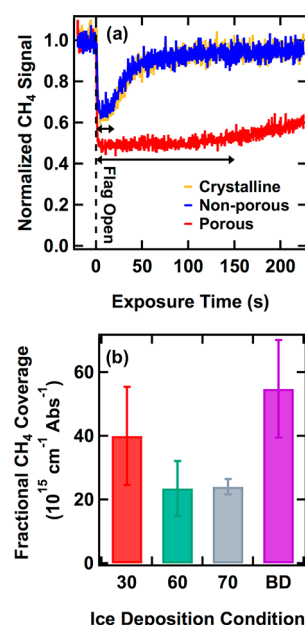 (a)
Normalized CH4 Signal
1.0
0.8
0.6
0.4
0.2
0.0
Flag Open
Crystalline
Non-porous
Porous
0
50
100
150
200
Exposure Time (s)
(b)
Fractional CH4 Coverage
(10^15 cm^-1 Abs^-1)
60
40
20
0
30
60
70
BD
Ice Deposition Condition